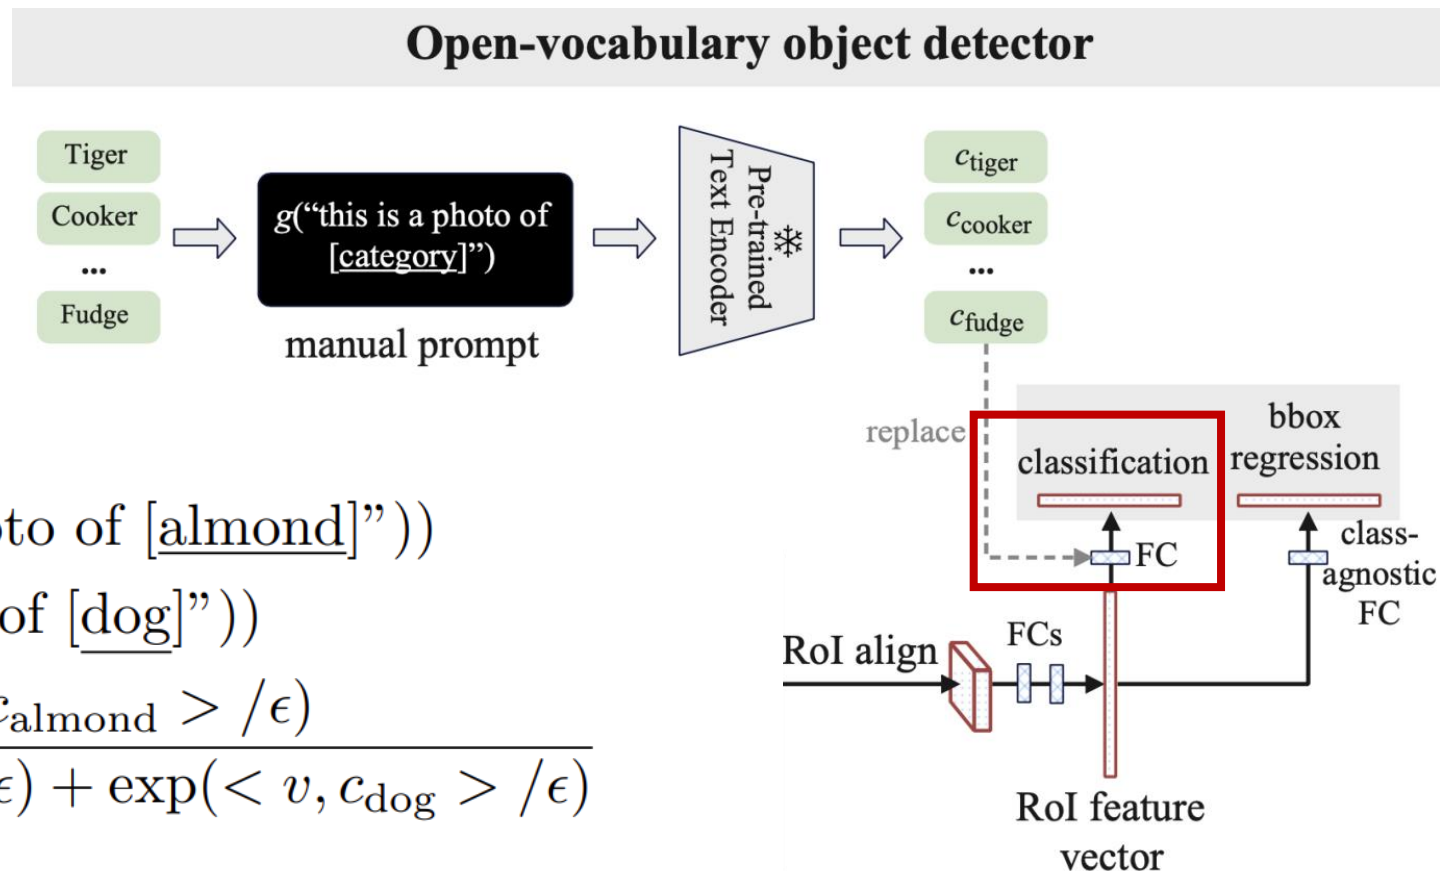 Open-vocabulary object detector
Tiger
Cooker
...
Fudge
g(“this is a photo of
[category]”)
manual prompt
Pre-trained
Text Encoder
c_tiger
c_cooker
...
c_fudge
replace
classification
bbox
regression
FC
class-
agnostic
FC
RoI align
FCs
RoI feature
vector
to of [almond]”))
of [dog]”))
almond > /ϵ)
ϵ) + exp(< v, c_dog > /ϵ)